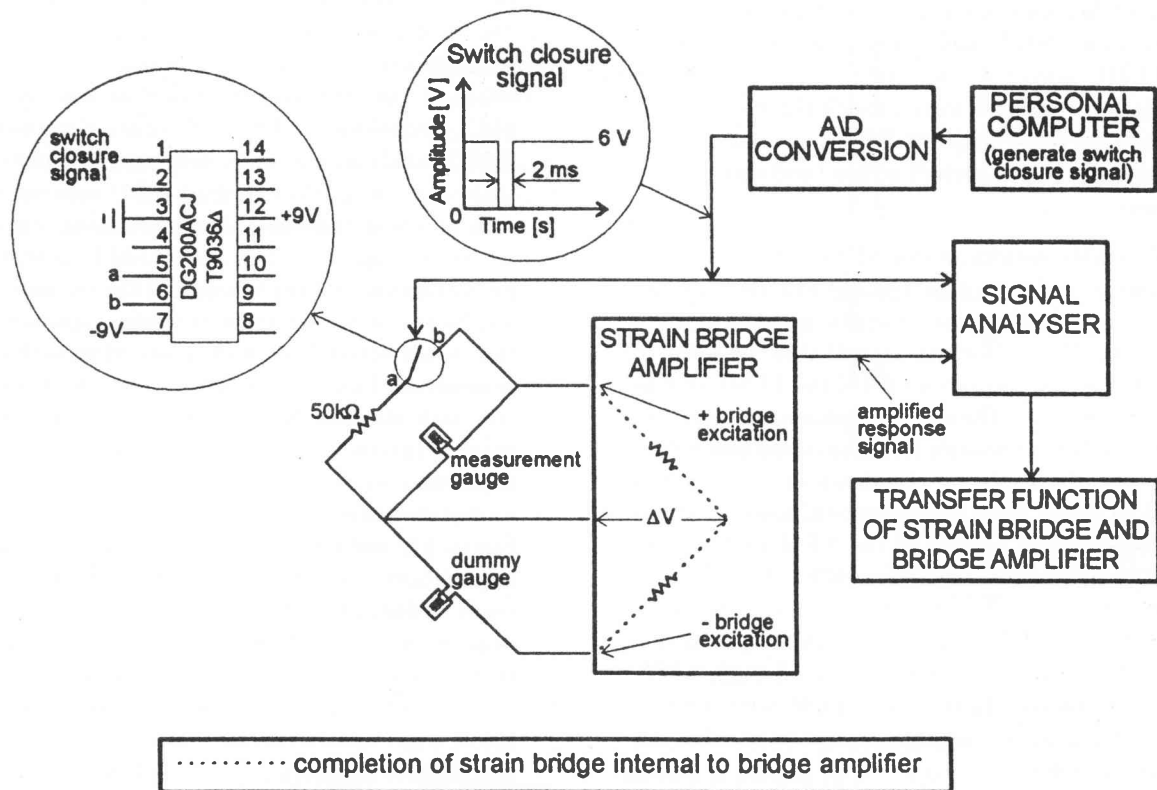 Switch closure
signal
Amplitude [V]
6 V
2 ms
0
Time [s]
A\D
CONVERSION
PERSONAL
COMPUTER
(generate switch
closure signal)
switch
closure
signal
1
2
3
4
5
6
7
14
13
12
11
10
9
8
a
b
-9V
+9V
DG200ACJ
T9036Δ
SIGNAL
ANALYSER
STRAIN BRIDGE
AMPLIFIER
b
a
50kΩ
measurement
gauge
+ bridge
excitation
amplified
response
signal
ΔV
dummy
gauge
- bridge
excitation
TRANSFER FUNCTION
OF STRAIN BRIDGE AND
BRIDGE AMPLIFIER
completion of strain bridge internal to bridge amplifier